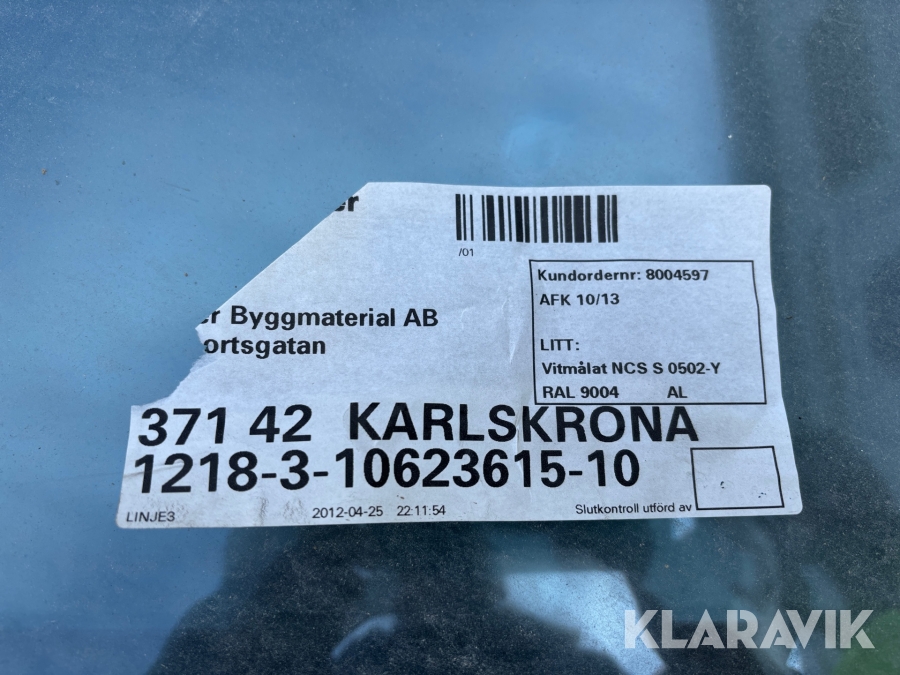 /01
Kundordernr: 8004597
AFK 10/13
Byggmaterial AB
LITT:
Vitmålat NCS S 0502-Y
RAL 9004 AL
371 42 KARLSKRONA
1218-3-10623615-10
LINJE3 2012-04-25 22:11:54 Slutkontroll utförd av
KLARAVIK